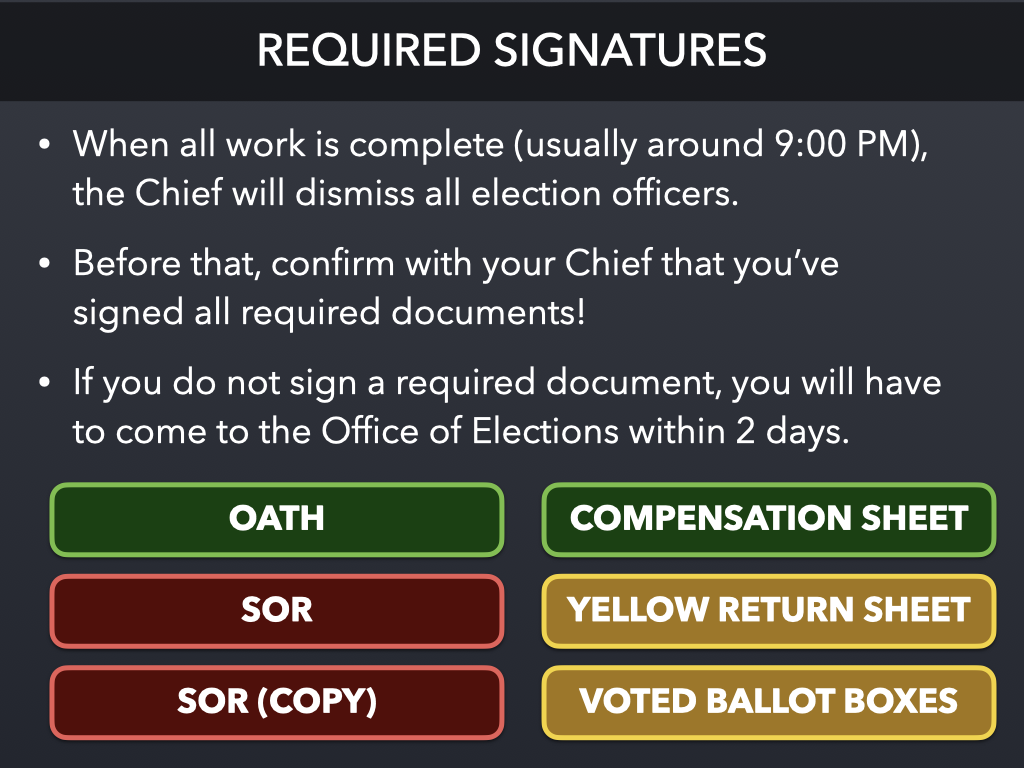 REQUIRED SIGNATURES
• When all work is complete (usually around 9:00 PM),
the Chief will dismiss all election officers.
• Before that, confirm with your Chief that you’ve
signed all required documents!
• If you do not sign a required document, you will have
to come to the Office of Elections within 2 days.
OATH
COMPENSATION SHEET
SOR
YELLOW RETURN SHEET
SOR (COPY)
VOTED BALLOT BOXES